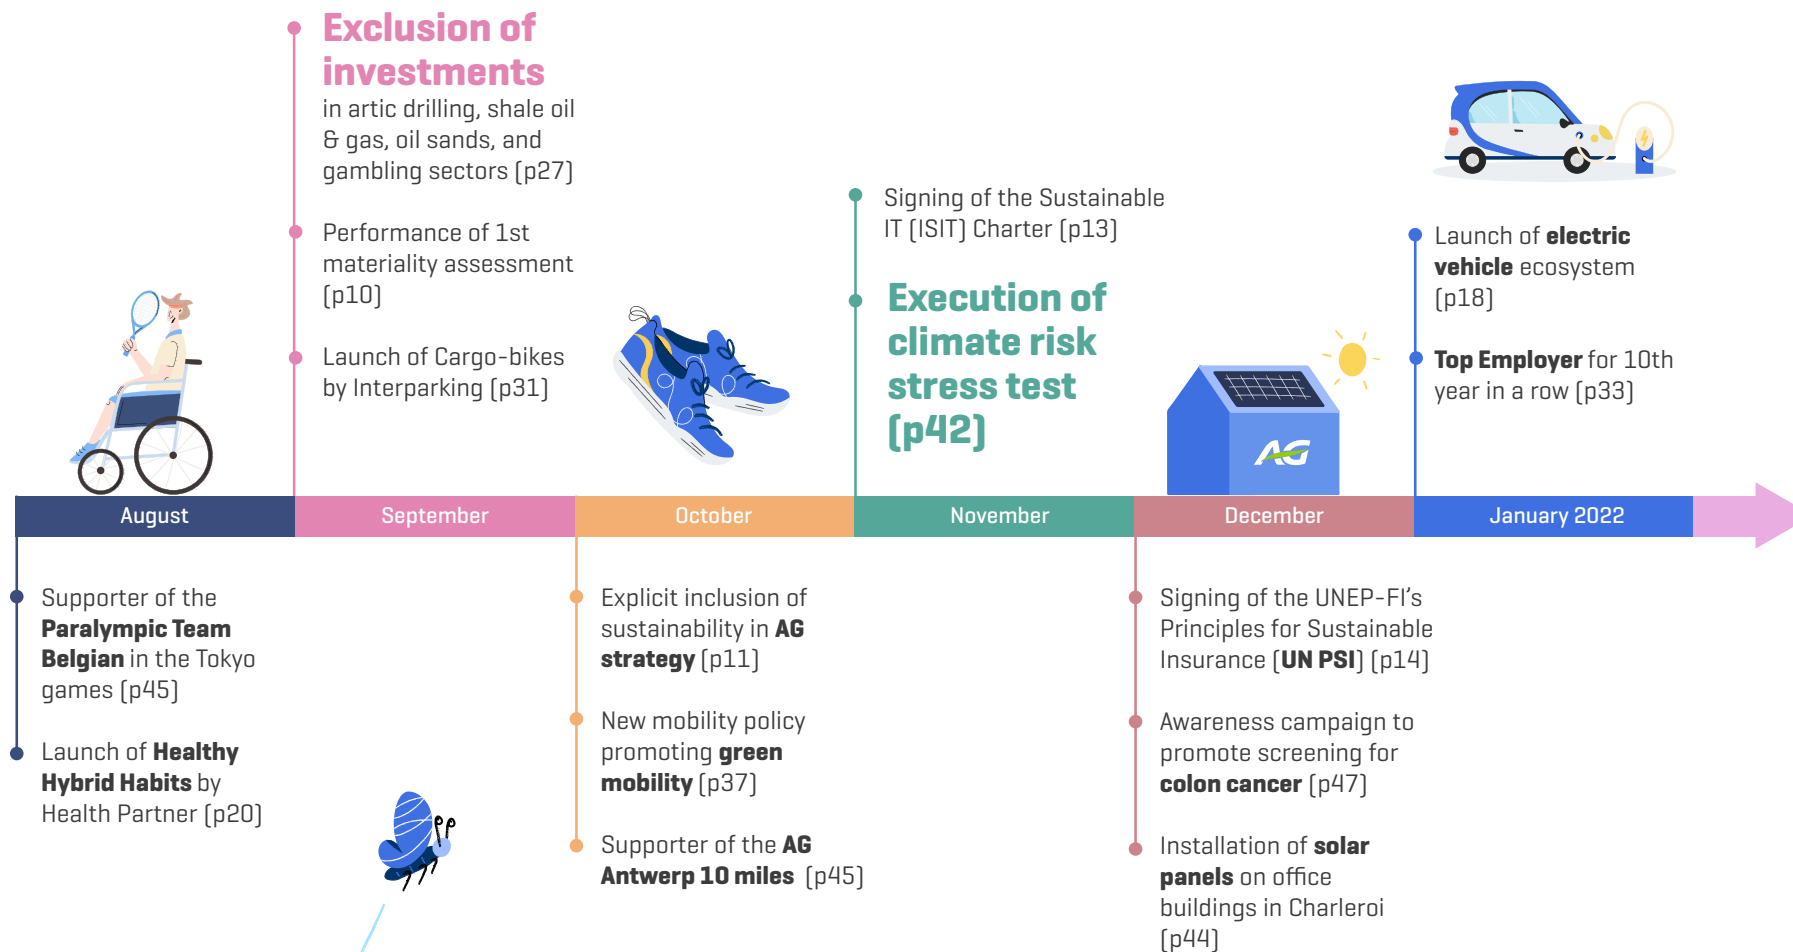 Exclusion of
investments
in artic drilling, shale oil
& gas, oil sands, and
gambling sectors (p27)
Performance of 1st
materiality assessment
(p10)
Launch of Cargo-bikes
by Interparking (p31)
Signing of the Sustainable
IT (ISIT) Charter (p13)
Execution of
climate risk
stress test
(p42)
Launch of electric
vehicle ecosystem
(p18)
Top Employer for 10th
year in a row (p33)
AG
August
September
October
November
December
January 2022
Supporter of the
Paralympic Team
Belgian in the Tokyo
games (p45)
Launch of Healthy
Hybrid Habits by
Health Partner (p20)
Explicit inclusion of
sustainability in AG
strategy (p11)
New mobility policy
promoting green
mobility (p37)
Supporter of the AG
Antwerp 10 miles (p45)
Signing of the UNEP-FI’s
Principles for Sustainable
Insurance (UN PSI) (p14)
Awareness campaign to
promote screening for
colon cancer (p47)
Installation of solar
panels on office
buildings in Charleroi
(p44)